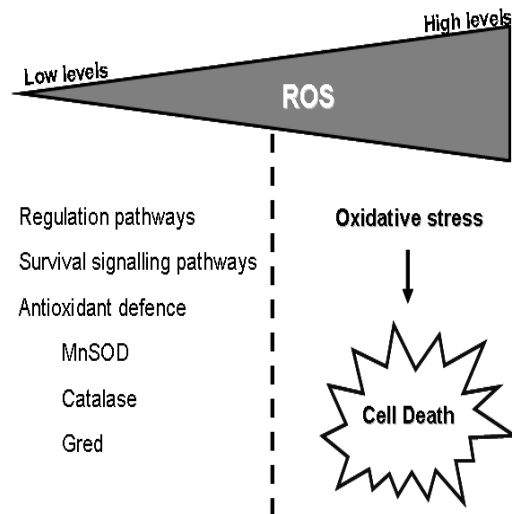 High levels
Low levels
ROS
Regulation pathways
Survival signalling pathways
Antioxidant defence
MnSOD
Catalase
Gred
Oxidative stress
Cell Death